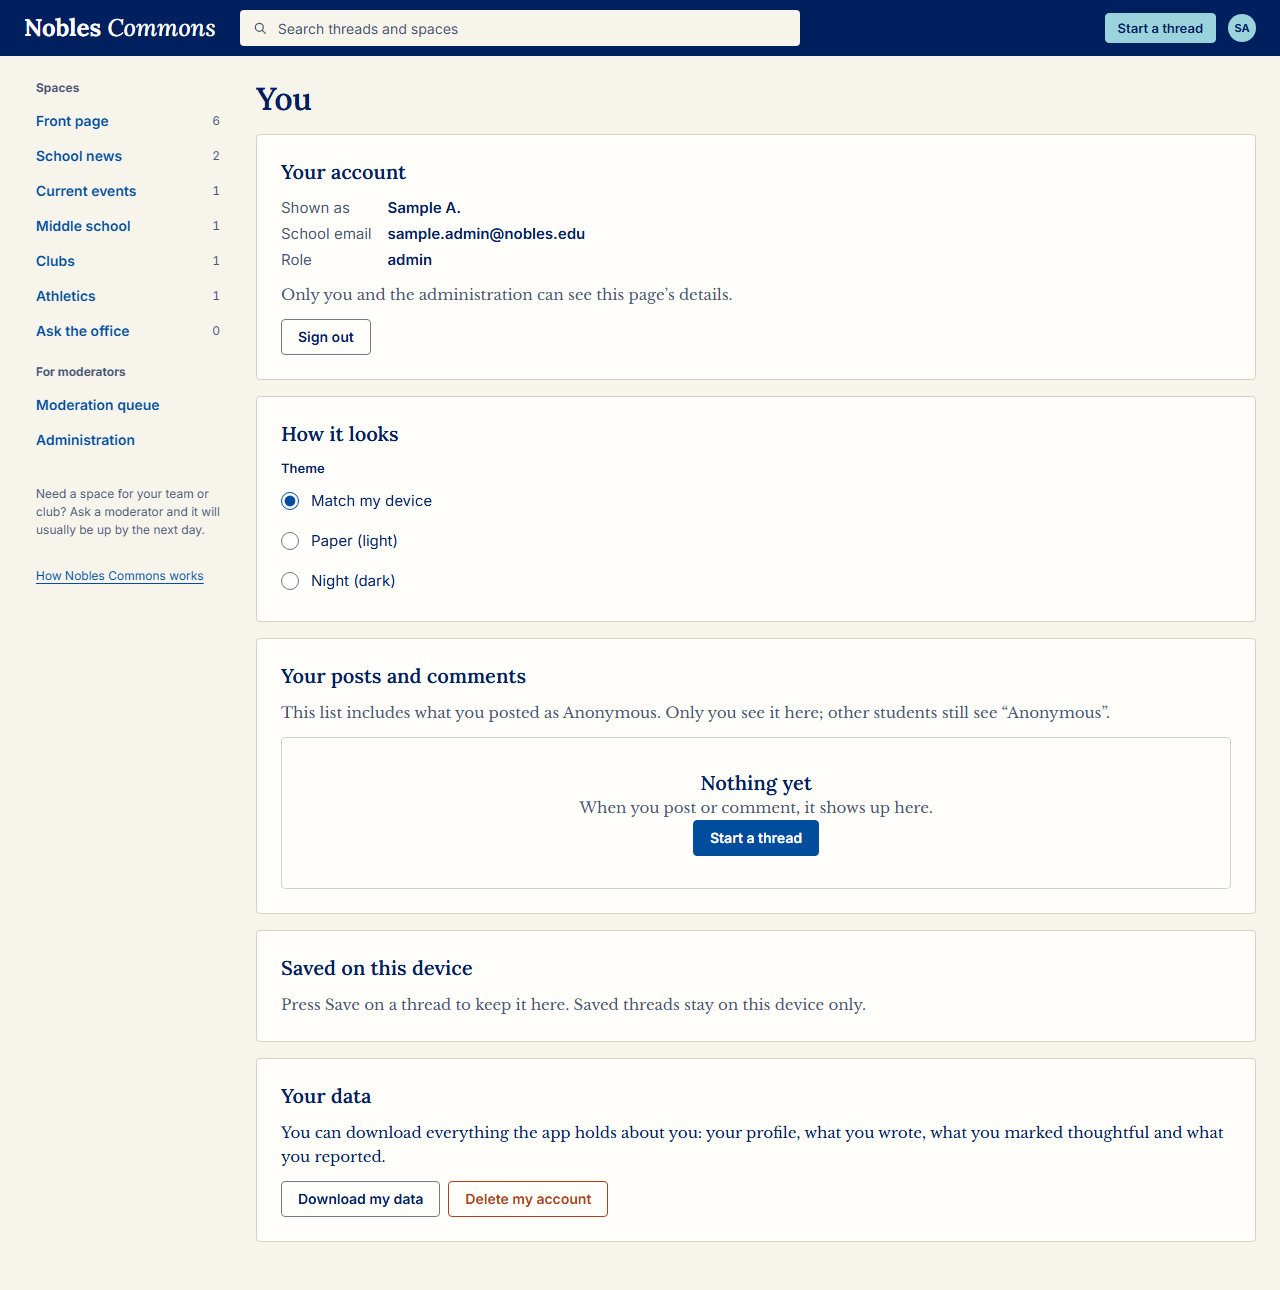 Nobles Commons
Search threads and spaces
Start a thread
SA
Spaces
Front page 6
School news 2
Current events 1
Middle school 1
Clubs 1
Athletics 1
Ask the office 0
For moderators
Moderation queue
Administration
Need a space for your team or
club? Ask a moderator and it will
usually be up by the next day.
How Nobles Commons works
You
Your account
Shown as Sample A.
School email sample.admin@nobles.edu
Role admin
Only you and the administration can see this page’s details.
Sign out
How it looks
Theme
Match my device
Paper (light)
Night (dark)
Your posts and comments
This list includes what you posted as Anonymous. Only you see it here; other students still see “Anonymous”.
Nothing yet
When you post or comment, it shows up here.
Start a thread
Saved on this device
Press Save on a thread to keep it here. Saved threads stay on this device only.
Your data
You can download everything the app holds about you: your profile, what you wrote, what you marked thoughtful and what
you reported.
Download my data
Delete my account